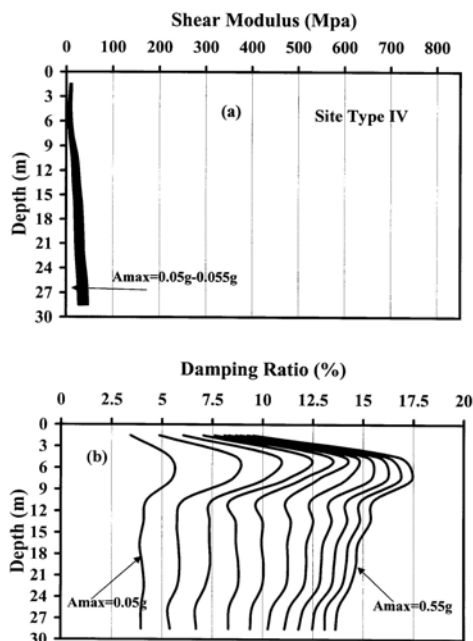 Shear Modulus (Mpa)
0 100 200 300 400 500 600 700 800
0
3
6
9
12
15
18
21
24
27
30
Depth (m)
(a)
Site Type IV
Amax=0.05g-0.055g
Damping Ratio (%)
0 2.5 5 7.5 10 12.5 15 17.5 20
0
3
6
9
12
15
18
21
24
27
30
Depth (m)
(b)
Amax=0.05g
Amax=0.55g